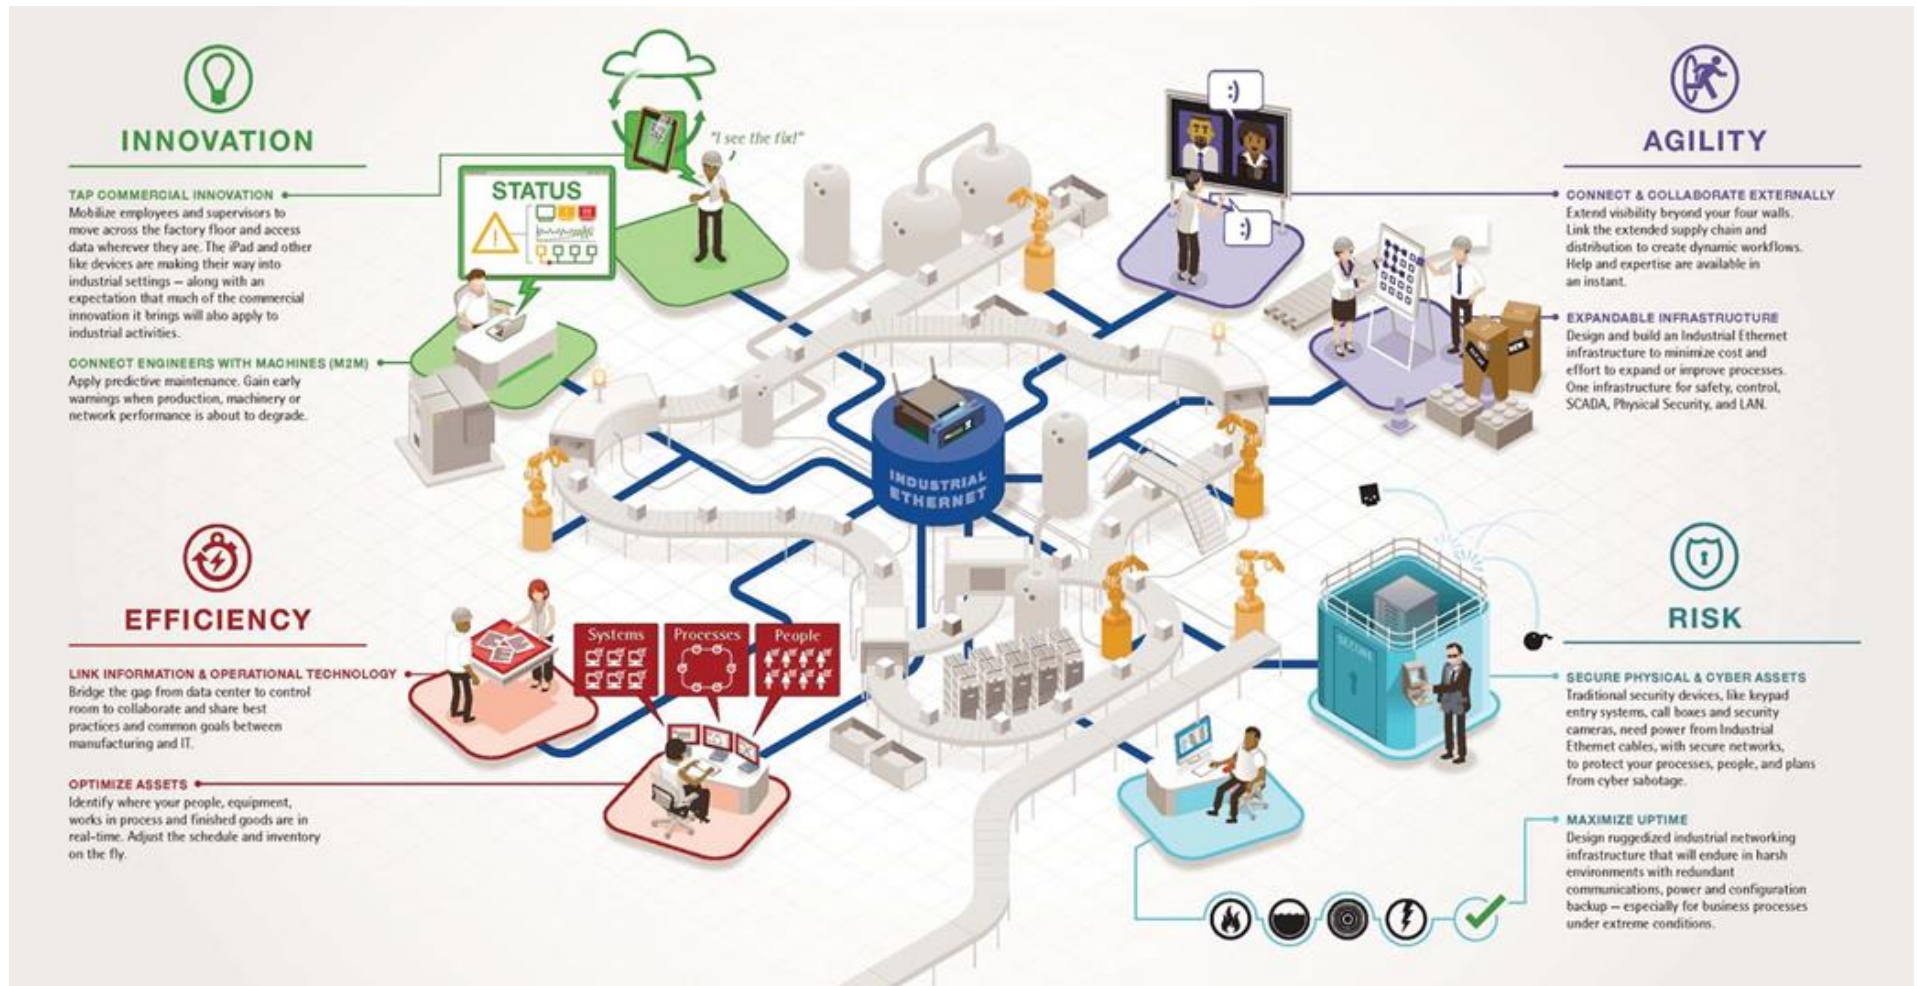 INNOVATION
TAP COMMERCIAL INNOVATION
Mobilize employees and supervisors to
move across the factory floor and access
data wherever they are. The iPad and other
like devices are making their way into
industrial settings – along with an
expectation that much of the commercial
innovation it brings will also apply to
industrial activities.
CONNECT ENGINEERS WITH MACHINES (M2M)
Apply predictive maintenance. Gain early
warnings when production, machinery or
network performance is about to degrade.
STATUS
"I see the fix!"
:)
:)
AGILITY
CONNECT & COLLABORATE EXTERNALLY
Extend visibility beyond your four walls.
Link the extended supply chain and
distribution to create dynamic workflows.
Help and expertise are available in
an instant.
EXPANDABLE INFRASTRUCTURE
Design and build an Industrial Ethernet
infrastructure to minimize cost and
effort to expand or improve processes.
One infrastructure for safety, control,
SCADA, Physical Security, and LAN.
NEW
INDUSTRIAL
ETHERNET
EFFICIENCY
LINK INFORMATION & OPERATIONAL TECHNOLOGY
Bridge the gap from data center to control
room to collaborate and share best
practices and common goals between
manufacturing and IT.
OPTIMIZE ASSETS
Identify where your people, equipment,
works in process and finished goods are in
real-time. Adjust the schedule and inventory
on the fly.
Systems
Processes
People
RISK
SECURE
SECURE PHYSICAL & CYBER ASSETS
Traditional security devices, like keypad
entry systems, call boxes and security
cameras, need power from Industrial
Ethernet cables, with secure networks,
to protect your processes, people, and plans
from cyber sabotage.
MAXIMIZE UPTIME
Design ruggedized industrial networking
infrastructure that will endure in harsh
environments with redundant
communications, power and configuration
backup – especially for business processes
under extreme conditions.